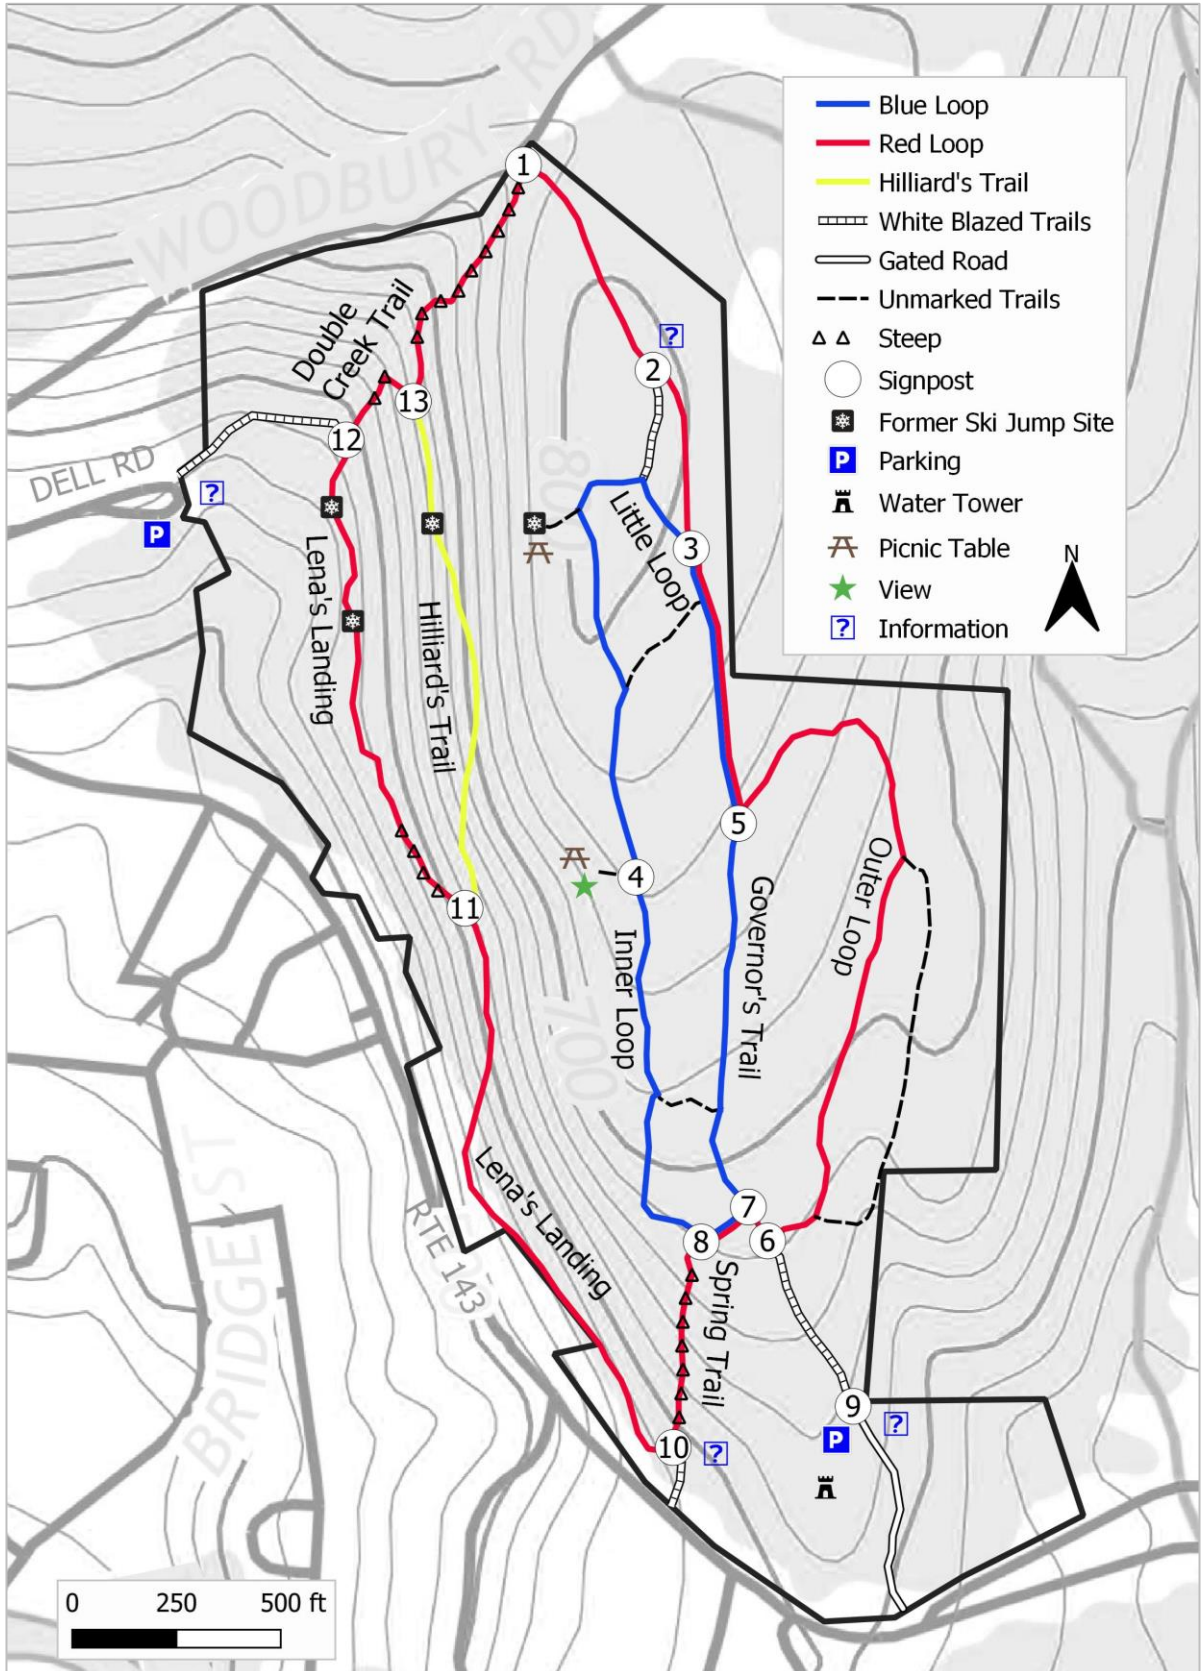 WOODBURY RD
Blue Loop
Red Loop
Hilliard's Trail
White Blazed Trails
Gated Road
Unmarked Trails
Steep
Signpost
Former Ski Jump Site
P Parking
Water Tower
Picnic Table
View
? Information
N
1
Double
Creek Trail
?
2
13
12
DELL RD
?
P
800
Little Loop
3
Lena's Landing
Hilliard's Trail
5
4
11
Outer Loop
Governor's Trail
Inner Loop
700
Lena's Landing
7
8
6
RTE 143
Spring Trail
BRIDGE ST
9
?
P
10
?
0 250 500 ft